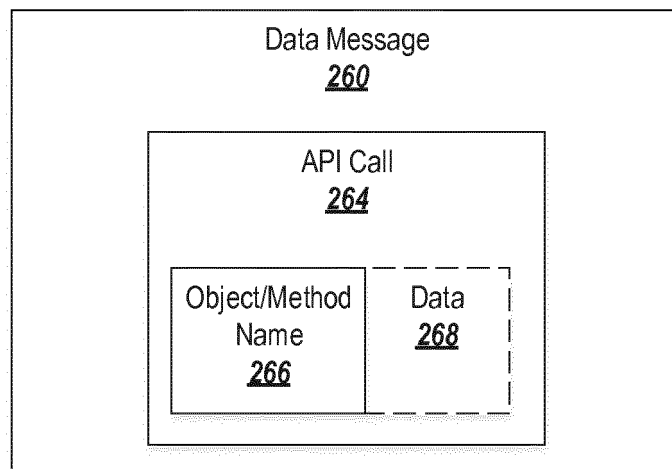 Data Message
260
API Call
264
Object/Method
Name
266
Data
268